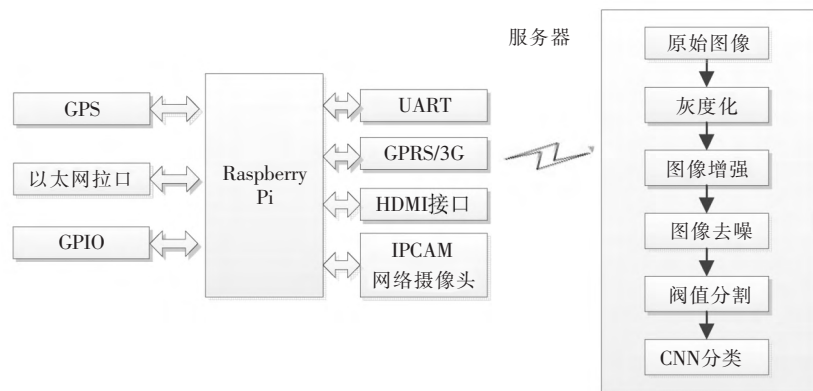 GPS
以太网拉口
GPIO
Raspberry
Pi
UART
GPRS/3G
HDMI接口
IPCAM
网络摄像头
服务器
原始图像
灰度化
图像增强
图像去噪
阀值分割
CNN分类